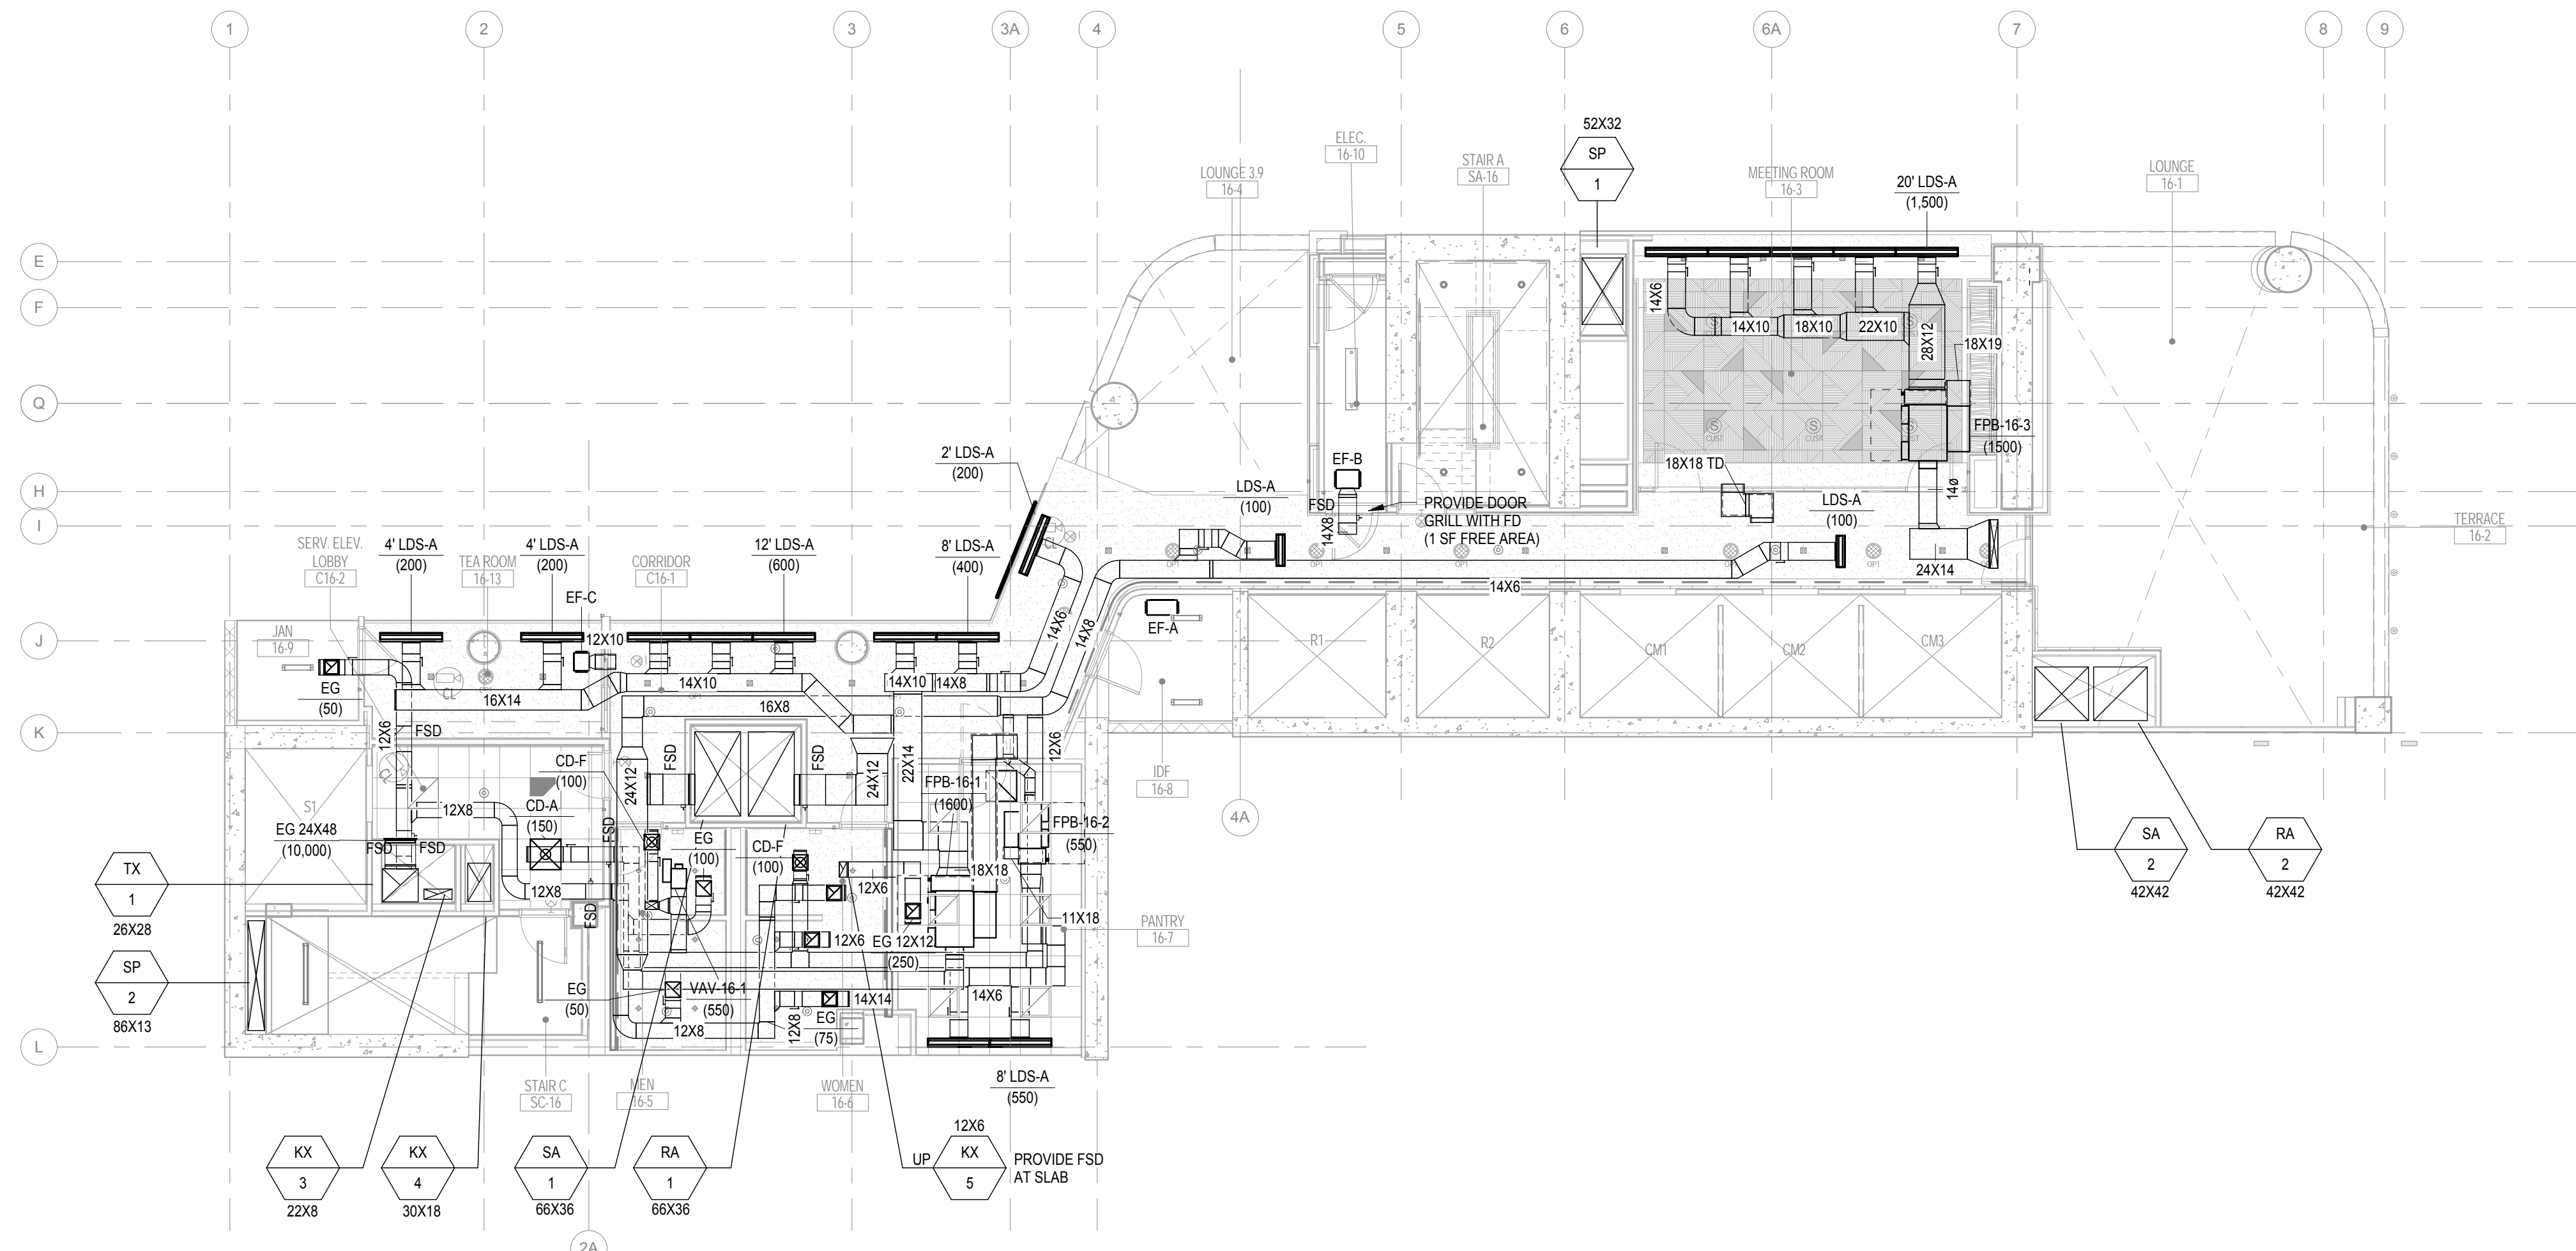 1
2
3
3A
4
5
6
6A
7
8
9
52X32
SP
1
ELEC.
16-10
STAIR A
SA-16
LOUNGE 3.9
16-4
MEETING ROOM
16-3
20' LDS-A
(1,500)
LOUNGE
16-1
E
F
Q
H
I
J
K
L
14X6
14X10
18X10
22X10
28X12
18X19
S
S
S
CUST
S
CUST
S
CUST
FPB-16-3
(1500)
18X18 TD
14ø
2' LDS-A
(200)
LDS-A
(100)
EF-B
FSD
14X8
PROVIDE DOOR
GRILL WITH FD
(1 SF FREE AREA)
LDS-A
(100)
TERRACE
16-2
SERV. ELEV.
LOBBY
C16-2
4' LDS-A
(200)
TEA ROOM
16-13
4' LDS-A
(200)
CORRIDOR
C16-1
12' LDS-A
(600)
8' LDS-A
(400)
CL
OP1
OP1
OP1
OP1
24X14
14X6
EF-C
12X10
JAN
16-9
EG
(50)
14X6
14X8
EF-A
R1
R2
CM1
CM2
CM3
CL
16X14
14X10
14X10
14X8
16X8
12X6
FSD
CL
24X12
FSD
FSD
24X12
22X14
12X6
CD-F
(100)
FPB-16-1
(1600)
IDF
16-8
4A
S1
12X8
CD-A
(150)
EG 24X48
(10,000)
FSD
FSD
FSD
EG
(100)
CD-F
(100)
FPB-16-2
(550)
SA
2
42X42
RA
2
42X42
TX
1
26X28
12X8
FSD
12X6
18X18
11X18
PANTRY
16-7
12X6
EG 12X12
(250)
SP
2
86X13
EG
(50)
VAV-16-1
(550)
14X14
14X6
12X8
12X8
EG
(75)
STAIR C
SC-16
MEN
16-5
WOMEN
16-6
8' LDS-A
(550)
KX
3
22X8
KX
4
30X18
SA
1
66X36
RA
1
66X36
12X6
UP
KX
5
PROVIDE FSD
AT SLAB
2A